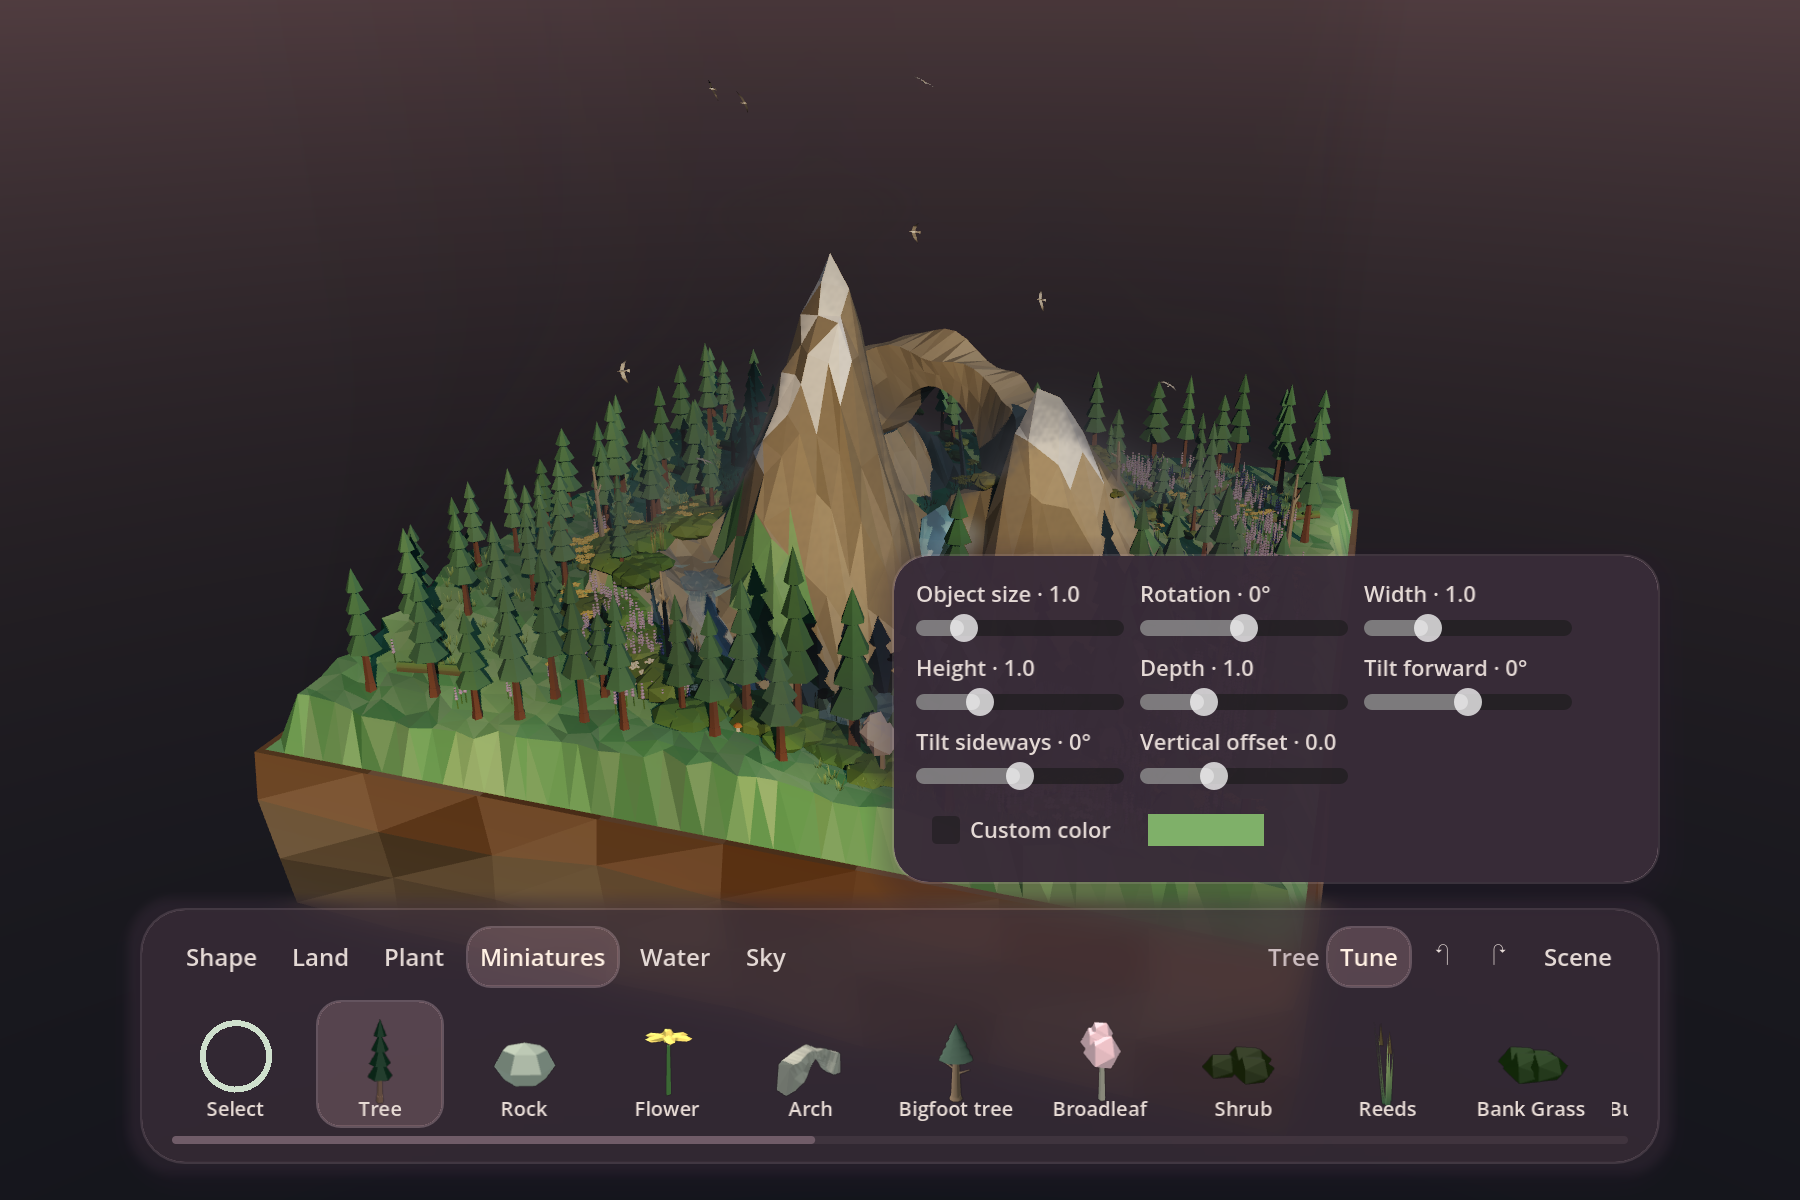 Object size · 1.0 Rotation · 0° Width · 1.0
Height · 1.0 Depth · 1.0 Tilt forward · 0°
Tilt sideways · 0° Vertical offset · 0.0
Custom color
Shape Land Plant Miniatures Water Sky Tree Tune Scene
Select Tree Rock Flower Arch Bigfoot tree Broadleaf Shrub Reeds Bank Grass